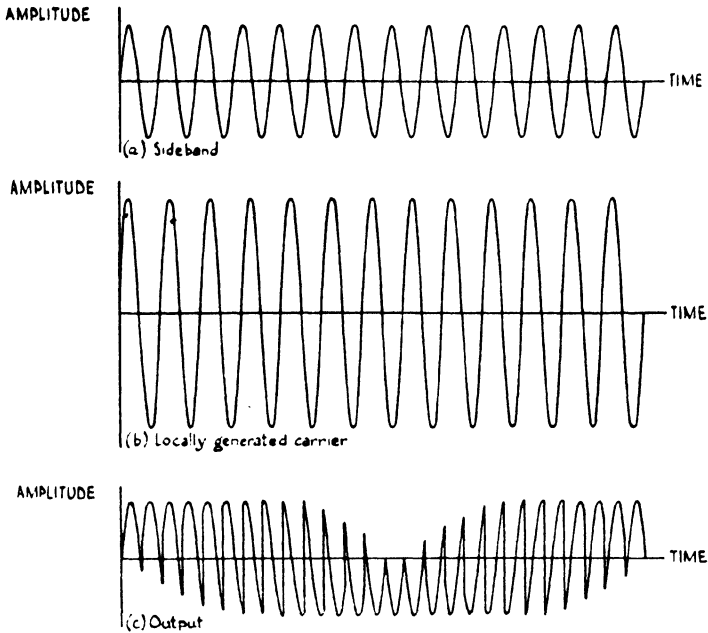 AMPLITUDE
TIME
(a) Sideband
AMPLITUDE
TIME
(b) Locally generated carrier
AMPLITUDE
TIME
(c) Output